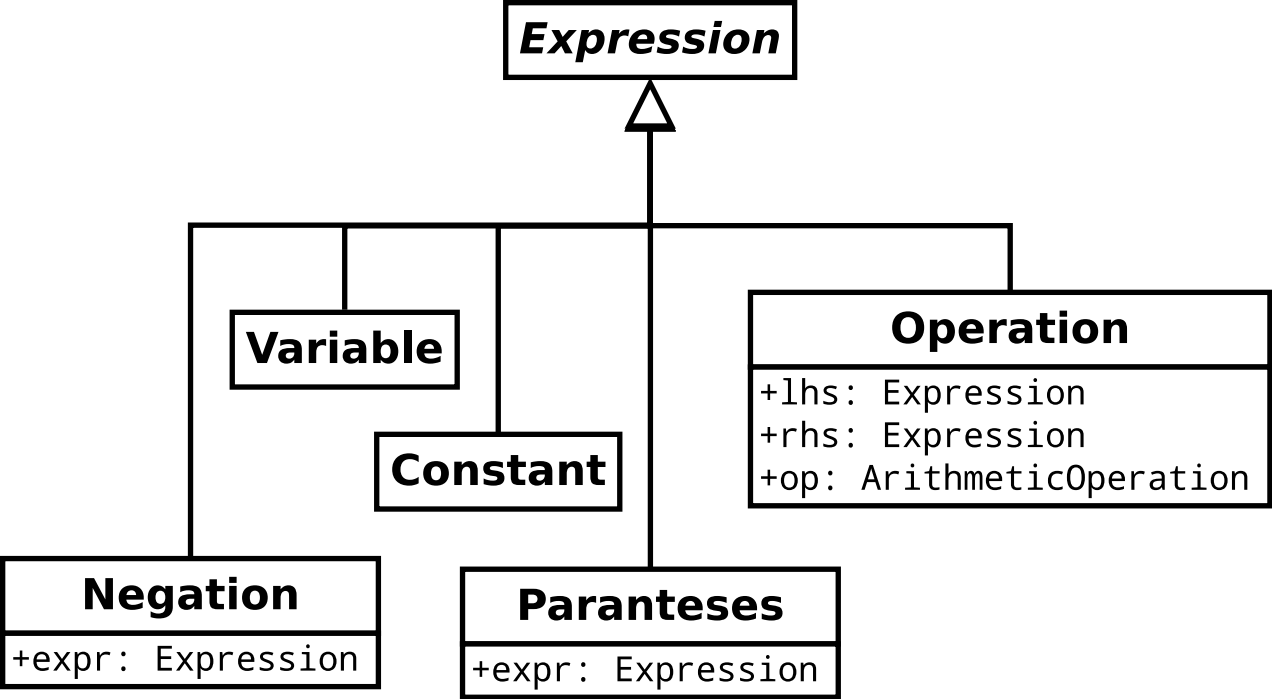 Expression
Variable
Operation
+lhs: Expression
+rhs: Expression
+op: ArithmeticOperation
Constant
Negation
+expr: Expression
Paranteses
+expr: Expression